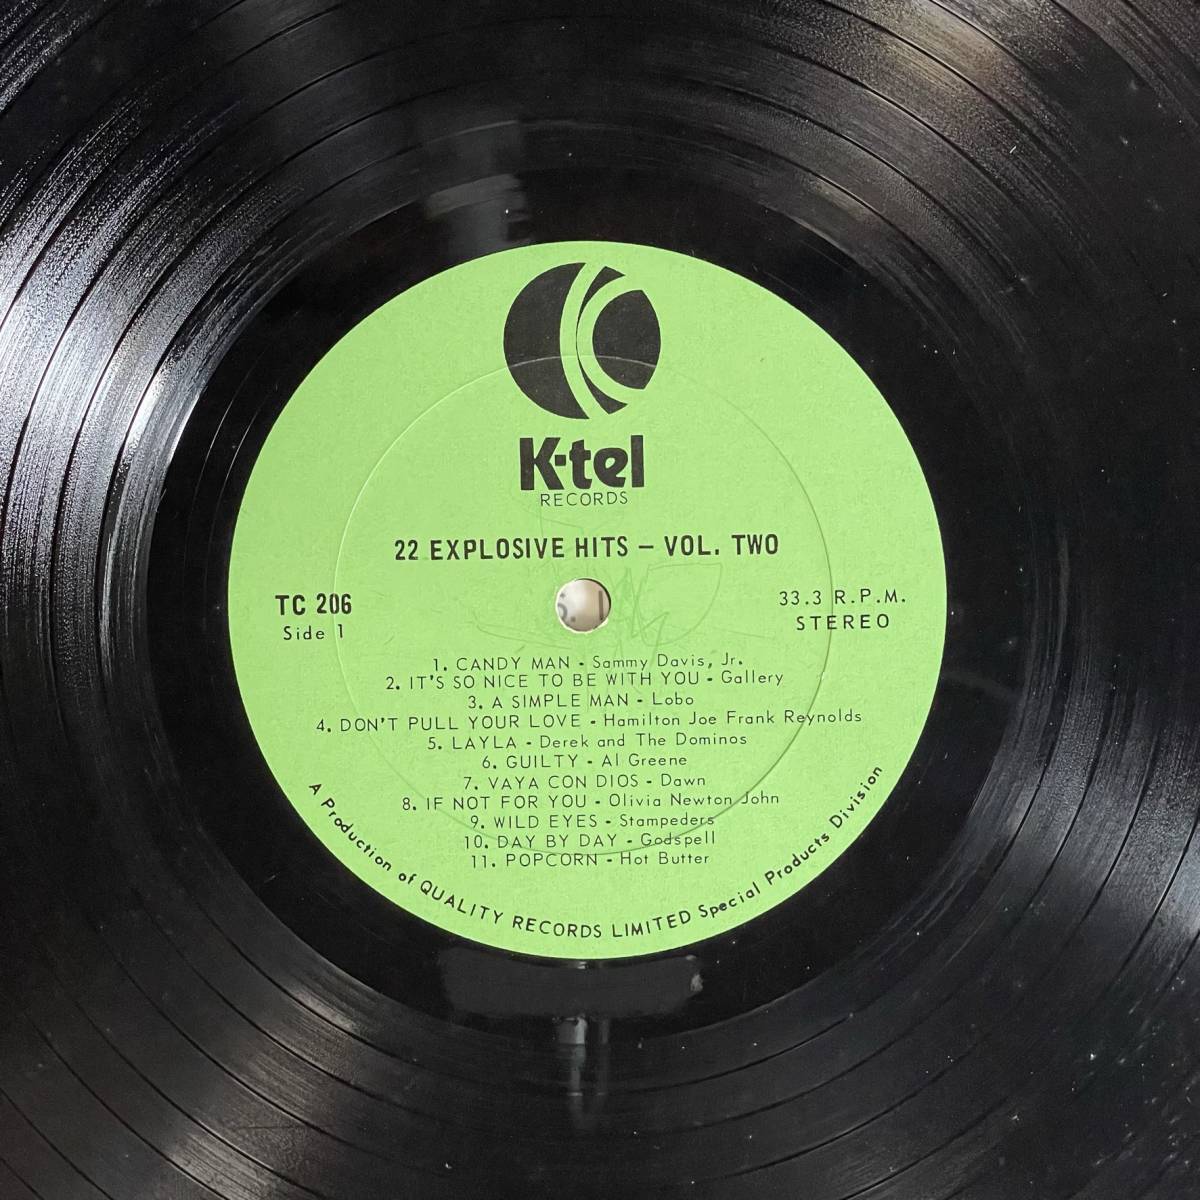 K-tel
RECORDS
22 EXPLOSIVE HITS – VOL. TWO
TC 206
Side 1
33.3 R.P.M.
STEREO
1. CANDY MAN - Sammy Davis, Jr.
2. IT'S SO NICE TO BE WITH YOU - Gallery
3. A SIMPLE MAN - Lobo
4. DON'T PULL YOUR LOVE - Hamilton Joe Frank Reynolds
5. LAYLA - Derek and The Dominos
6. GUILTY - Al Greene
7. VAYA CON DIOS - Dawn
8. IF NOT FOR YOU - Olivia Newton John
9. WILD EYES - Stampeders
10. DAY BY DAY - Godspell
11. POPCORN - Hot Butter
A Production of QUALITY RECORDS LIMITED Special Products Division